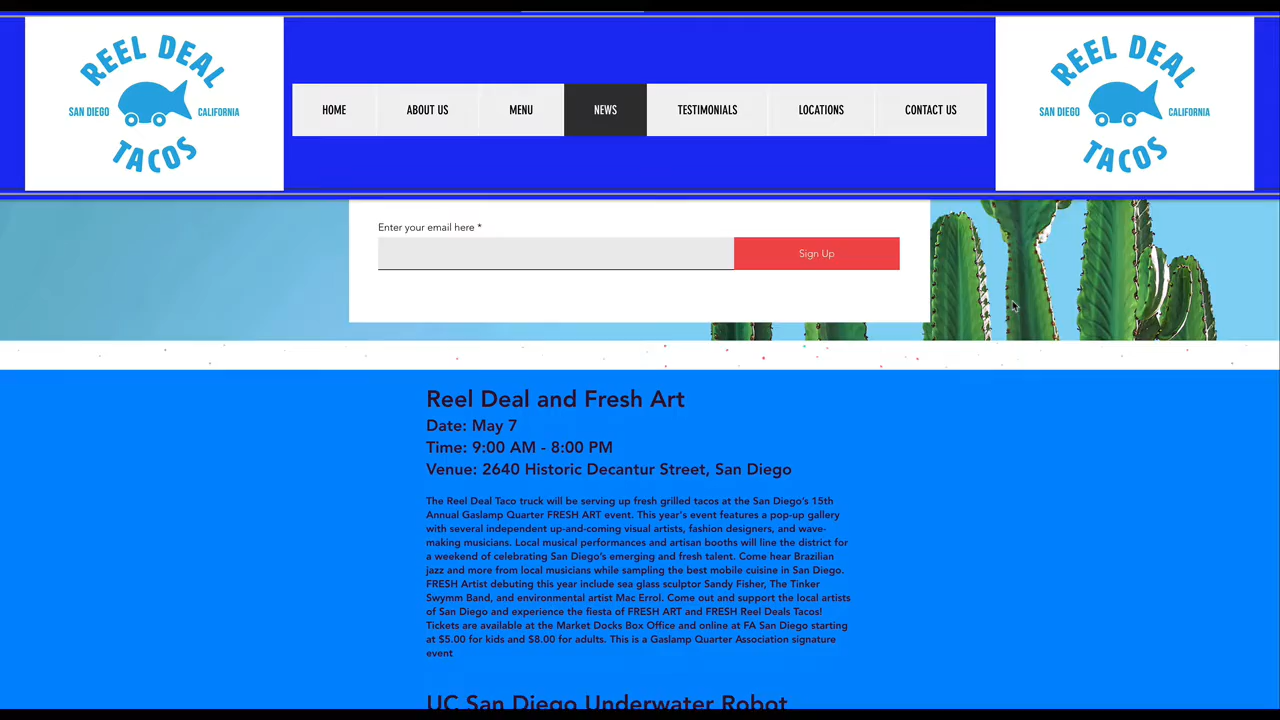 REEL DEAL
SAN DIEGO
CALIFORNIA
TACOS
HOME
ABOUT US
MENU
NEWS
TESTIMONIALS
LOCATIONS
CONTACT US
REEL DEAL
SAN DIEGO
CALIFORNIA
TACOS
Enter your email here *
Sign Up
Reel Deal and Fresh Art
Date: May 7
Time: 9:00 AM - 8:00 PM
Venue: 2640 Historic Decantur Street, San Diego
The Reel Deal Taco truck will be serving up fresh grilled tacos at the San Diego's 15th
Annual Gaslamp Quarter FRESH ART event. This year's event features a pop-up gallery
with several independent up-and-coming visual artists, fashion designers, and wave-
making musicians. Local musical performances and artisan booths will line the district for
a weekend of celebrating San Diego's emerging and fresh talent. Come hear Brazilian
jazz and more from local musicians while sampling the best mobile cuisine in San Diego.
FRESH Artist debuting this year include sea glass sculptor Sandy Fisher, The Tinker
Swymm Band, and environmental artist Mac Errol. Come out and support the local artists
of San Diego and experience the fiesta of FRESH ART and FRESH Reel Deals Tacos!
Tickets are available at the Market Docks Box Office and online at FA San Diego starting
at $5.00 for kids and $8.00 for adults. This is a Gaslamp Quarter Association signature
event
UC San Diego Underwater Robot